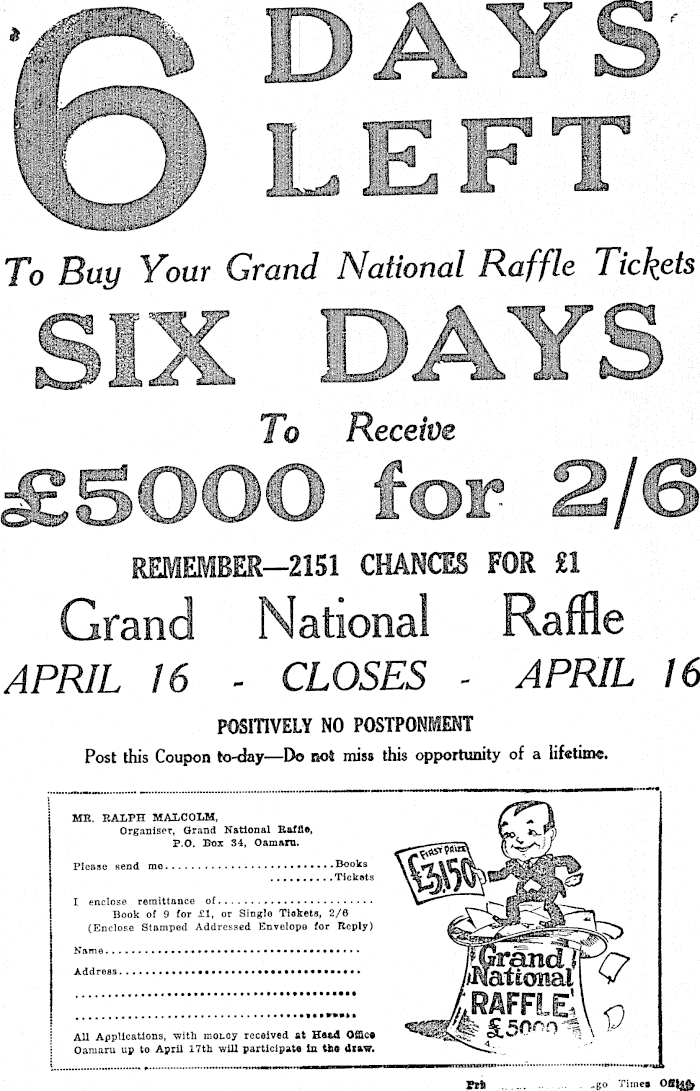 6 DAYS
LEFT
To Buy Your Grand National Raffle Tickets
SIX DAYS
To Receive
£5000 for 2/6
REMEMBER—2151 CHANCES FOR £1
Grand National Raffle
APRIL 16 - CLOSES - APRIL 16
POSITIVELY NO POSTPONMENT
Post this Coupon to-day—Do not miss this opportunity of a lifetime.
MR. RALPH MALCOLM,
Organiser, Grand National Raffle,
P.O. Box 34, Oamaru.
Please send me.........................Books
..........Tickets
I enclose remittance of.......................
Book of 9 for £1, or Single Tickets, 2/6
(Enclose Stamped Addressed Envelope for Reply)
Name..........................................
Address.......................................
All Applications, with money received at Head Office
Oamaru up to April 17th will participate in the draw.
FIRST PRIZE
£3,150
Grand
National
RAFFLE
£5000
go Times Office